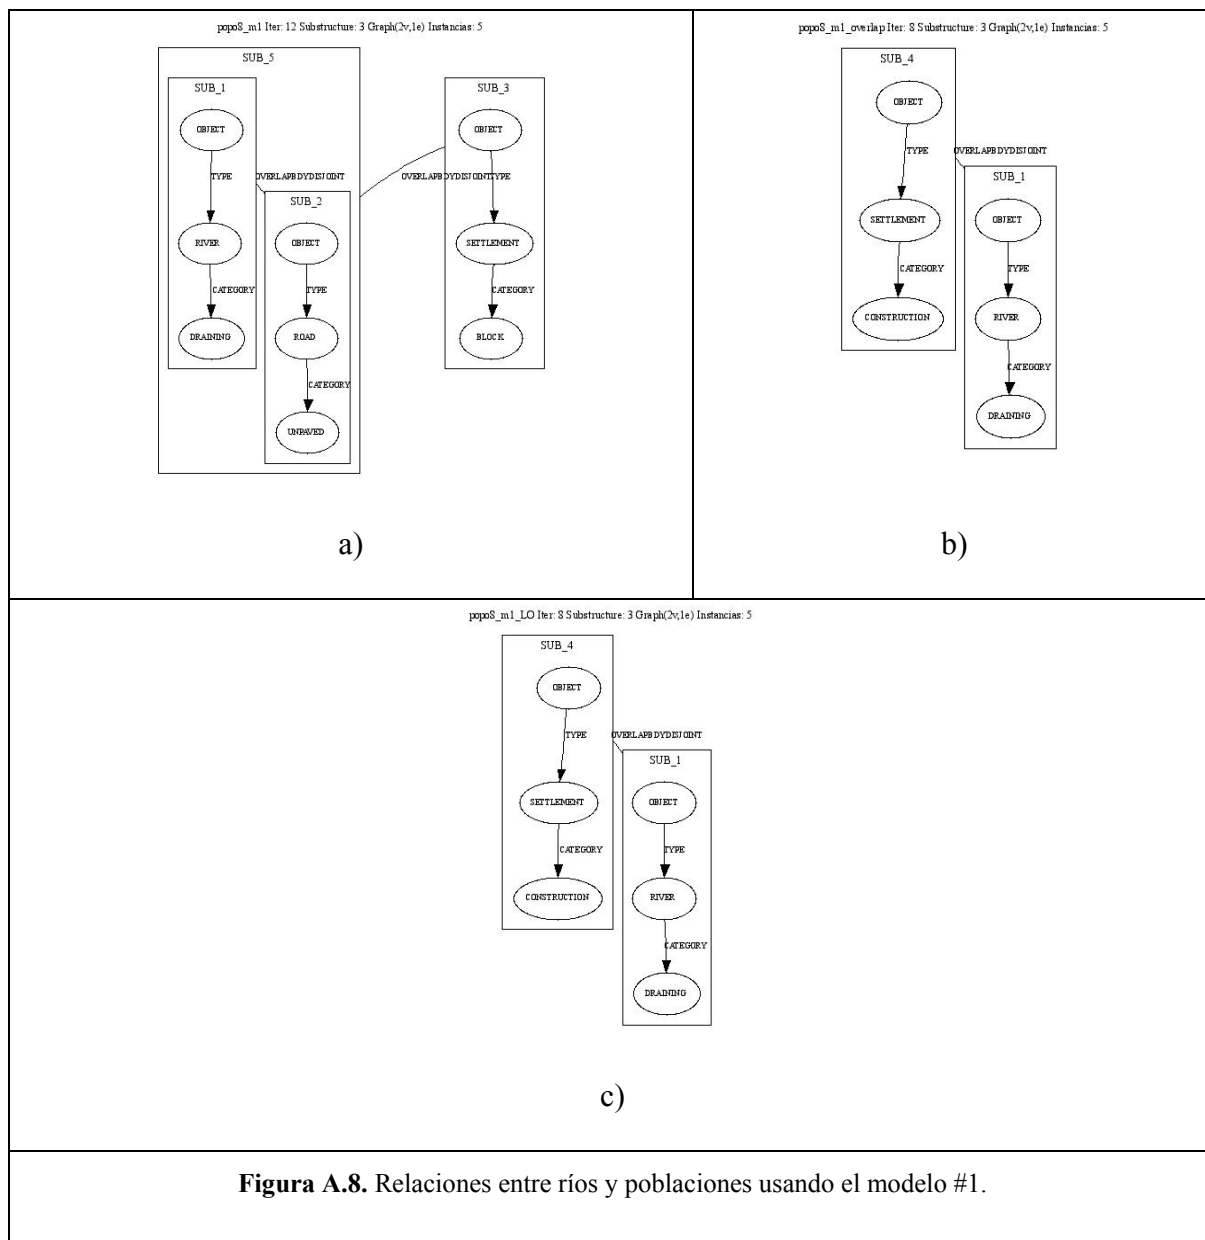 popo8_m1 Iter: 12 Substructure: 3 Graph(2v,1e) Instancias: 5
SUB_5
SUB_1
OBJECT
TYPE
RIVER
CATEGORY
DRAINING
OVERLAPBDYDISJOINT
SUB_2
OBJECT
TYPE
ROAD
CATEGORY
UNPAVED
OVERLAPBDYDISJOINT
SUB_3
OBJECT
TYPE
SETTLEMENT
CATEGORY
BLOCK
a)
popo8_m1_overlap Iter: 8 Substructure: 3 Graph(2v,1e) Instancias: 5
SUB_4
OBJECT
TYPE
SETTLEMENT
CATEGORY
CONSTRUCTION
OVERLAPBDYDISJOINT
SUB_1
OBJECT
TYPE
RIVER
CATEGORY
DRAINING
b)
popo8_m1_LO Iter: 8 Substructure: 3 Graph(2v,1e) Instancias: 5
SUB_4
OBJECT
TYPE
SETTLEMENT
CATEGORY
CONSTRUCTION
OVERLAPBDYDISJOINT
SUB_1
OBJECT
TYPE
RIVER
CATEGORY
DRAINING
c)
Figura A.8. Relaciones entre ríos y poblaciones usando el modelo #1.